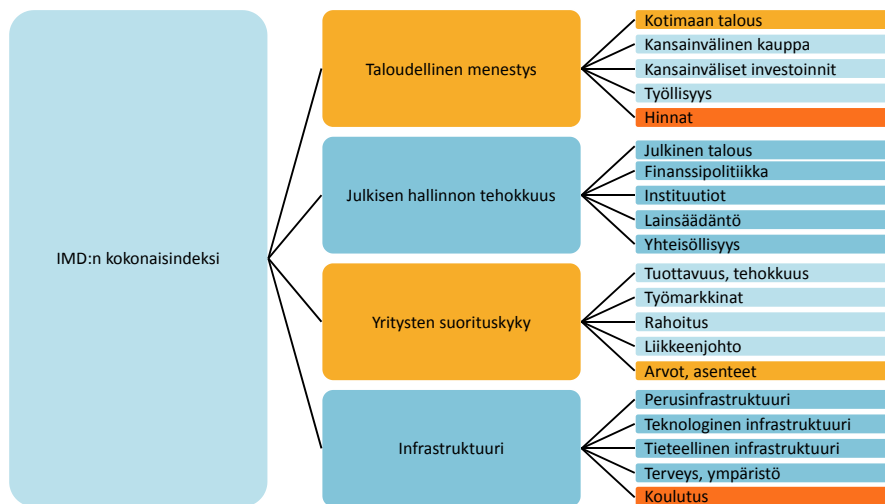 IMD:n kokonaisindeksi
Taloudellinen menestys
Kotimaan talous
Kansainvälinen kauppa
Kansainväliset investoinnit
Työllisyys
Hinnat
Julkisen hallinnon tehokkuus
Julkinen talous
Finanssipolitiikka
Instituutiot
Lainsäädäntö
Yhteisöllisyys
Yritysten suorituskyky
Tuottavuus, tehokkuus
Työmarkkinat
Rahoitus
Liikkeenjohto
Arvot, asenteet
Infrastruktuuri
Perusinfrastruktuuri
Teknologinen infrastruktuuri
Tieteellinen infrastruktuuri
Terveys, ympäristö
Koulutus